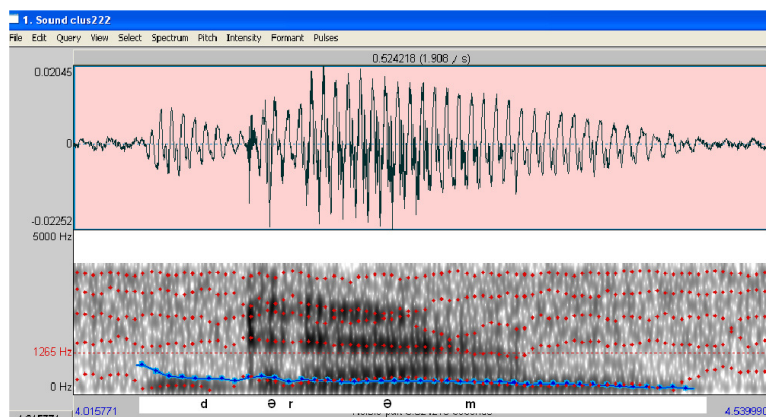 1. Sound clus222
File Edit Query View Select Spectrum Pitch Intensity Formant Pulses
0.524218 (1.908 / s)
0.02045
0
-0.02252
5000 Hz
1265 Hz
0 Hz
d ə r ə m
4.015771 4.539990